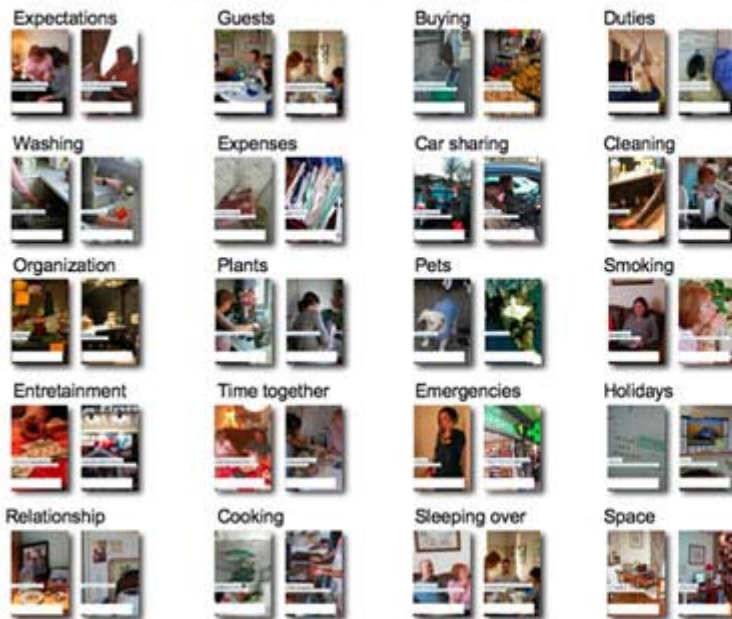 Expectations Guests Buying Duties
Washing Expenses Car sharing Cleaning
Organization Plants Pets Smoking
Entretainment Time together Emergencies Holidays
Relationship Cooking Sleeping over Space